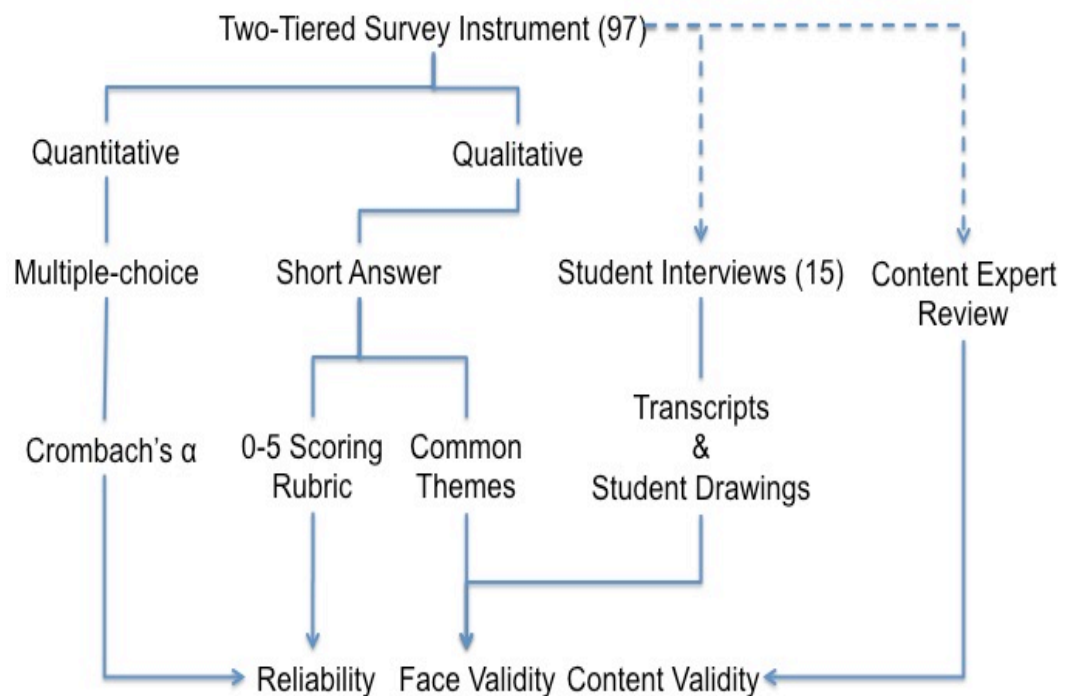 Two-Tiered Survey Instrument (97)
Quantitative
Qualitative
Multiple-choice
Short Answer
Student Interviews (15)
Content Expert
Review
Crombach's α
0-5 Scoring
Rubric
Common
Themes
Transcripts
&
Student Drawings
Reliability
Face Validity
Content Validity